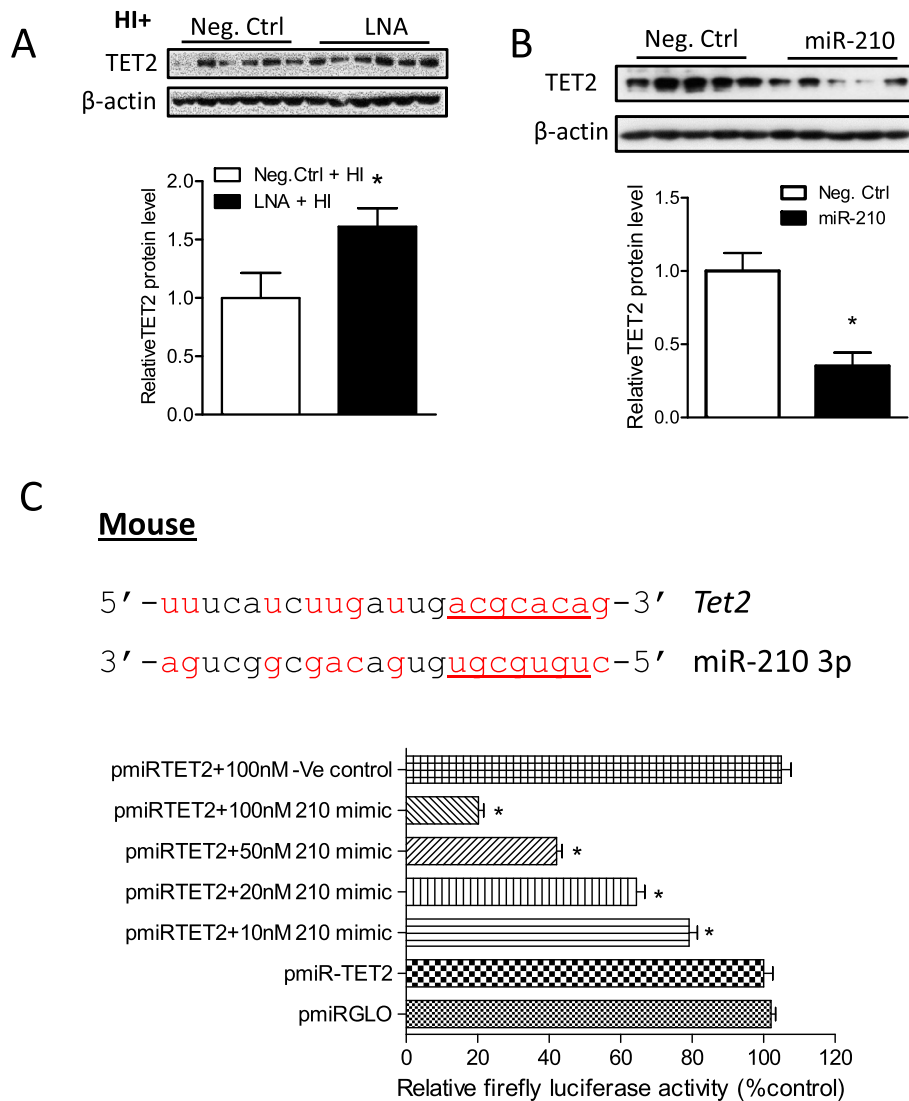 A
HI+
Neg. Ctrl LNA
TET2
β-actin
Neg.Ctrl + HI
LNA + HI
*
RelativeTET2 protein level
2.0
1.5
1.0
0.5
0.0
B
Neg. Ctrl miR-210
TET2
β-actin
Neg. Ctrl
miR-210
*
RelativeTET2 protein level
1.5
1.0
0.5
0.0
C
Mouse
5’-uuucaucuugauugacgcacag-3’ Tet2
3’-agucggcgacagugugcguguc-5’ miR-210 3p
pmiRTET2+100nM -Ve control
pmiRTET2+100nM 210 mimic *
pmiRTET2+50nM 210 mimic *
pmiRTET2+20nM 210 mimic *
pmiRTET2+10nM 210 mimic *
pmiR-TET2
pmiRGLO
0 20 40 60 80 100 120
Relative firefly luciferase activity (%control)